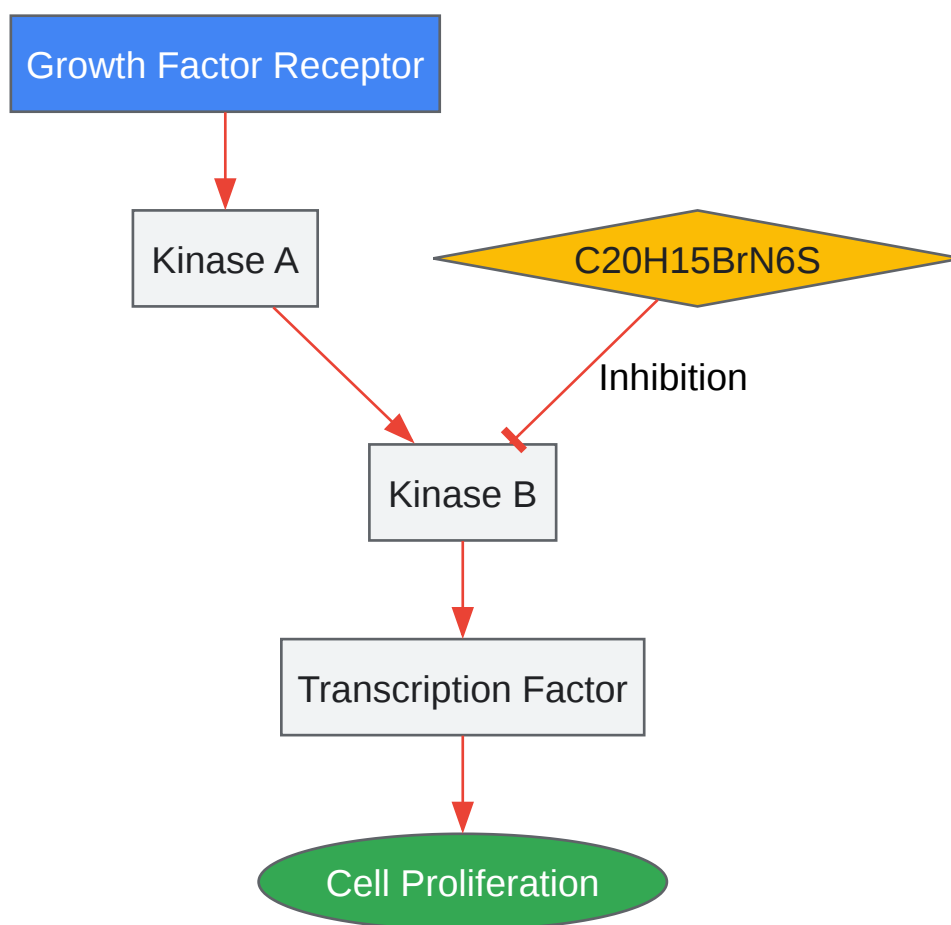 Growth Factor Receptor
Kinase A
C20H15BrN6S
Inhibition
Kinase B
Transcription Factor
Cell Proliferation